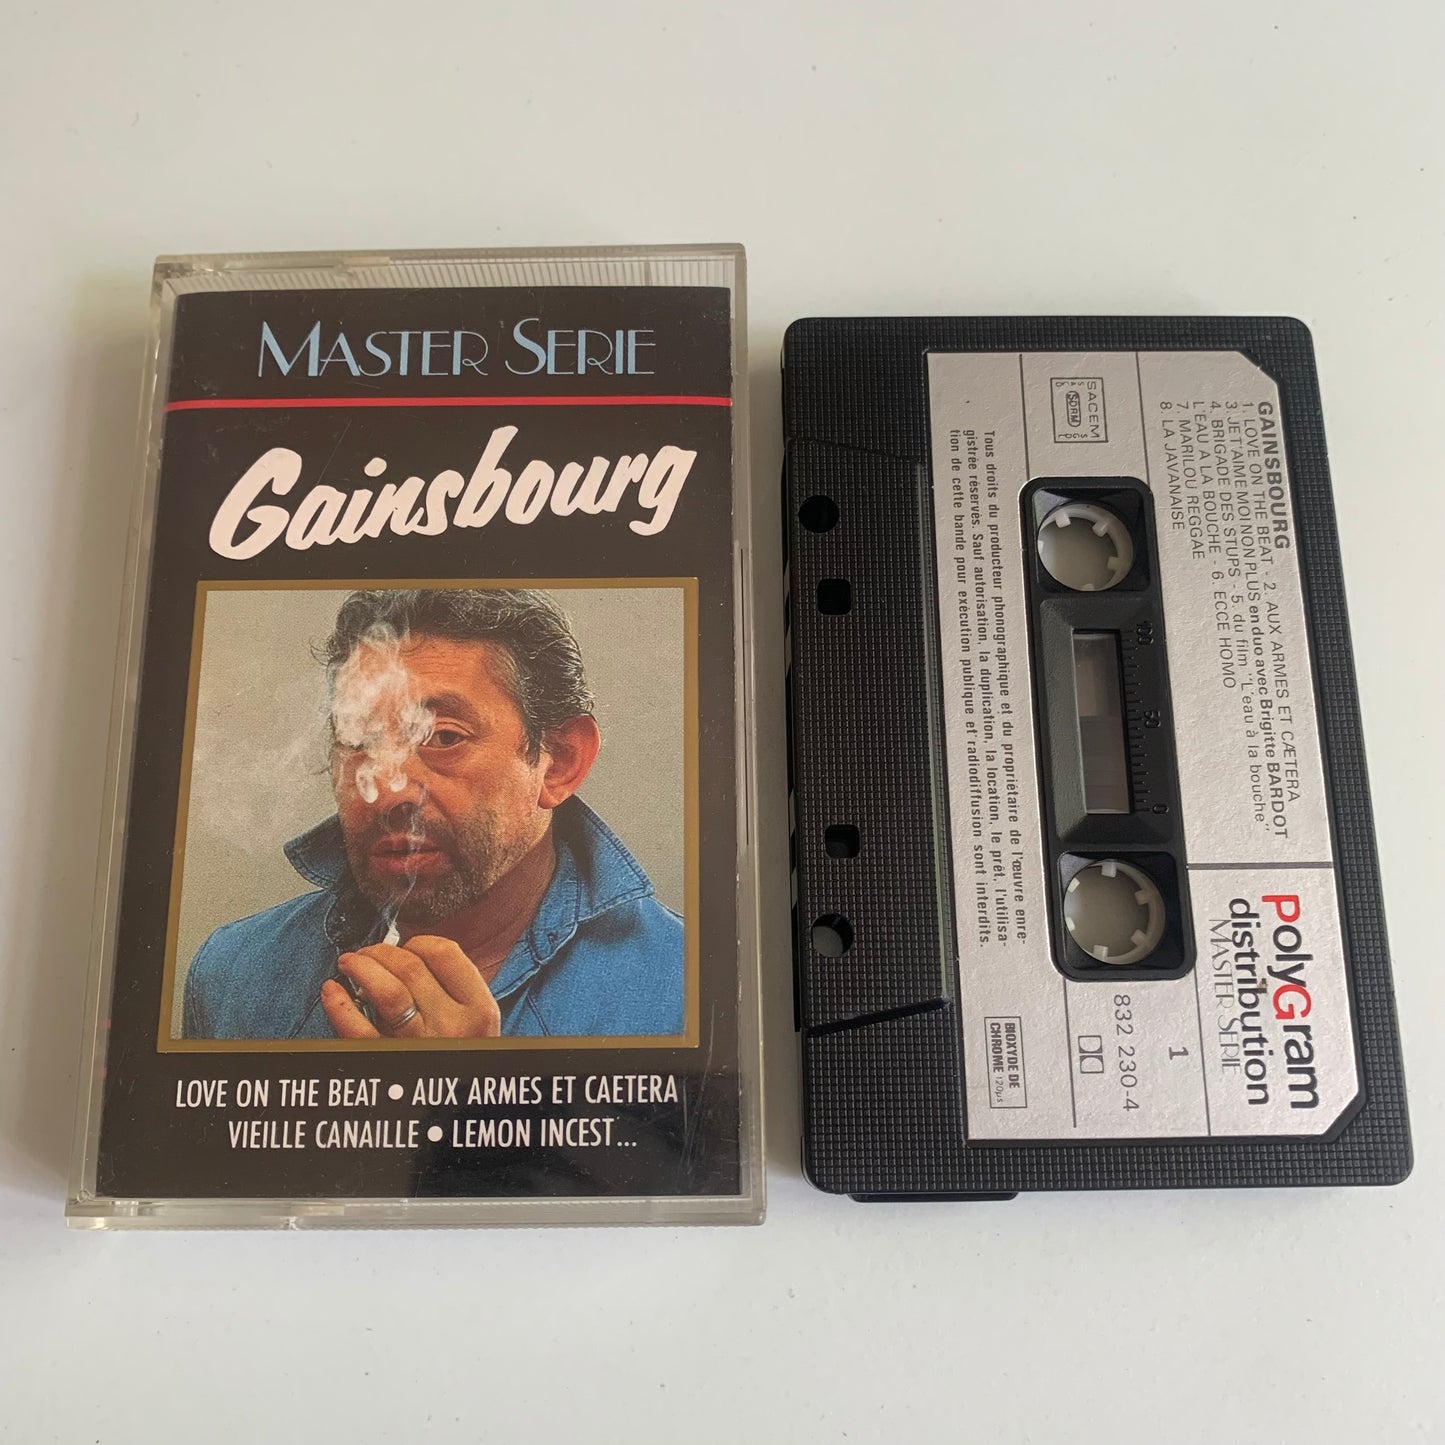 MASTER SERIE
Gainsbourg
LOVE ON THE BEAT • AUX ARMES ET CAETERA
VIEILLE CANAILLE • LEMON INCEST...
GAINSBOURG
1. LOVE ON THE BEAT - 2. AUX ARMES ET CÆTERA
3. JE T'AIME MOI NON PLUS en duo avec Brigitte BARDOT
4. BRIGADE DES STUPS - 5. du film "L'eau à la bouche",
L'EAU A LA BOUCHE - 6. ECCE HOMO
7. MARILOU REGGAE
8. LA JAVANAISE
SACEM
SDRM
100 50 0
Tous droits du producteur phonographique et du propriétaire de l'œuvre enre-
gistrée réservés. Sauf autorisation, la duplication, la location, le prêt, l'utilisa-
tion de cette bande pour exécution publique et radiodiffusion sont interdits.
PolyGram
distribution
MASTER SERIE
1
832 230-4
BIOXYDE DE
CHROME 120µs